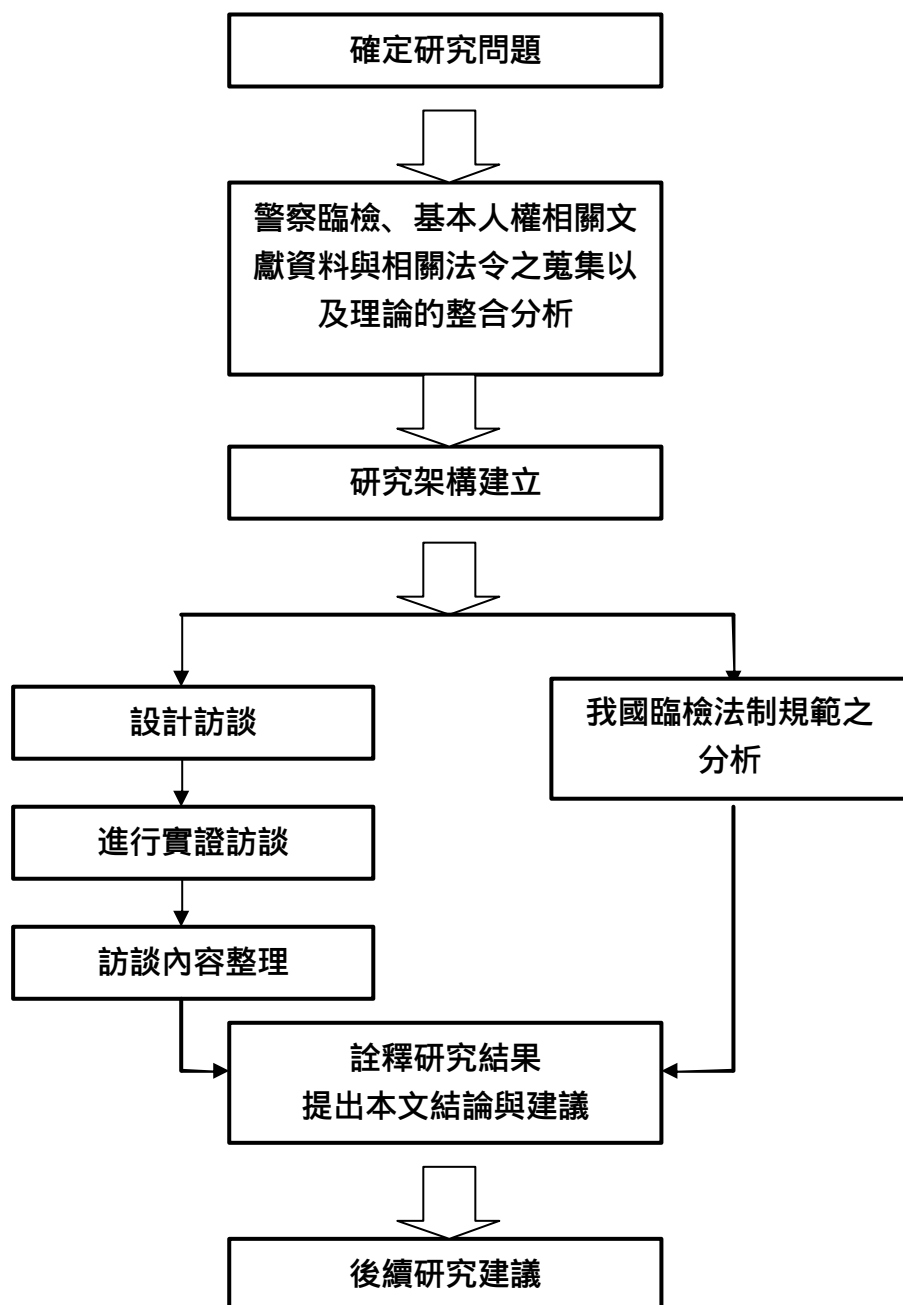 確定研究問題
警察臨檢、基本人權相關文
獻資料與相關法令之蒐集以
及理論的整合分析
研究架構建立
設計訪談
進行實證訪談
訪談內容整理
我國臨檢法制規範之
分析
詮釋研究結果
提出本文結論與建議
後續研究建議